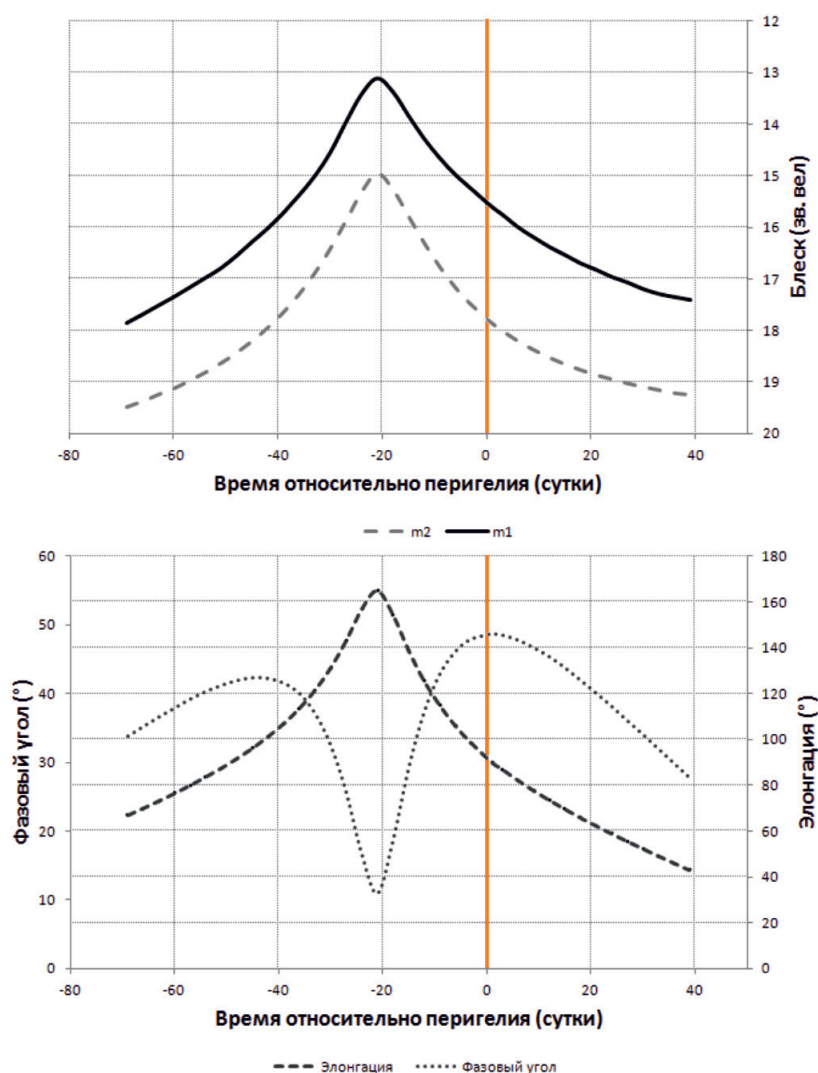 12
13
14
15
16
17
18
19
20
Блеск (зв. вел)
-80 -60 -40 -20 0 20 40
Время относительно перигелия (сутки)
m2 m1
60
50
40
30
20
10
0
Фазовый угол (°)
180
160
140
120
100
80
60
40
20
0
Элонгация (°)
-80 -60 -40 -20 0 20 40
Время относительно перигелия (сутки)
Элонгация Фазовый угол